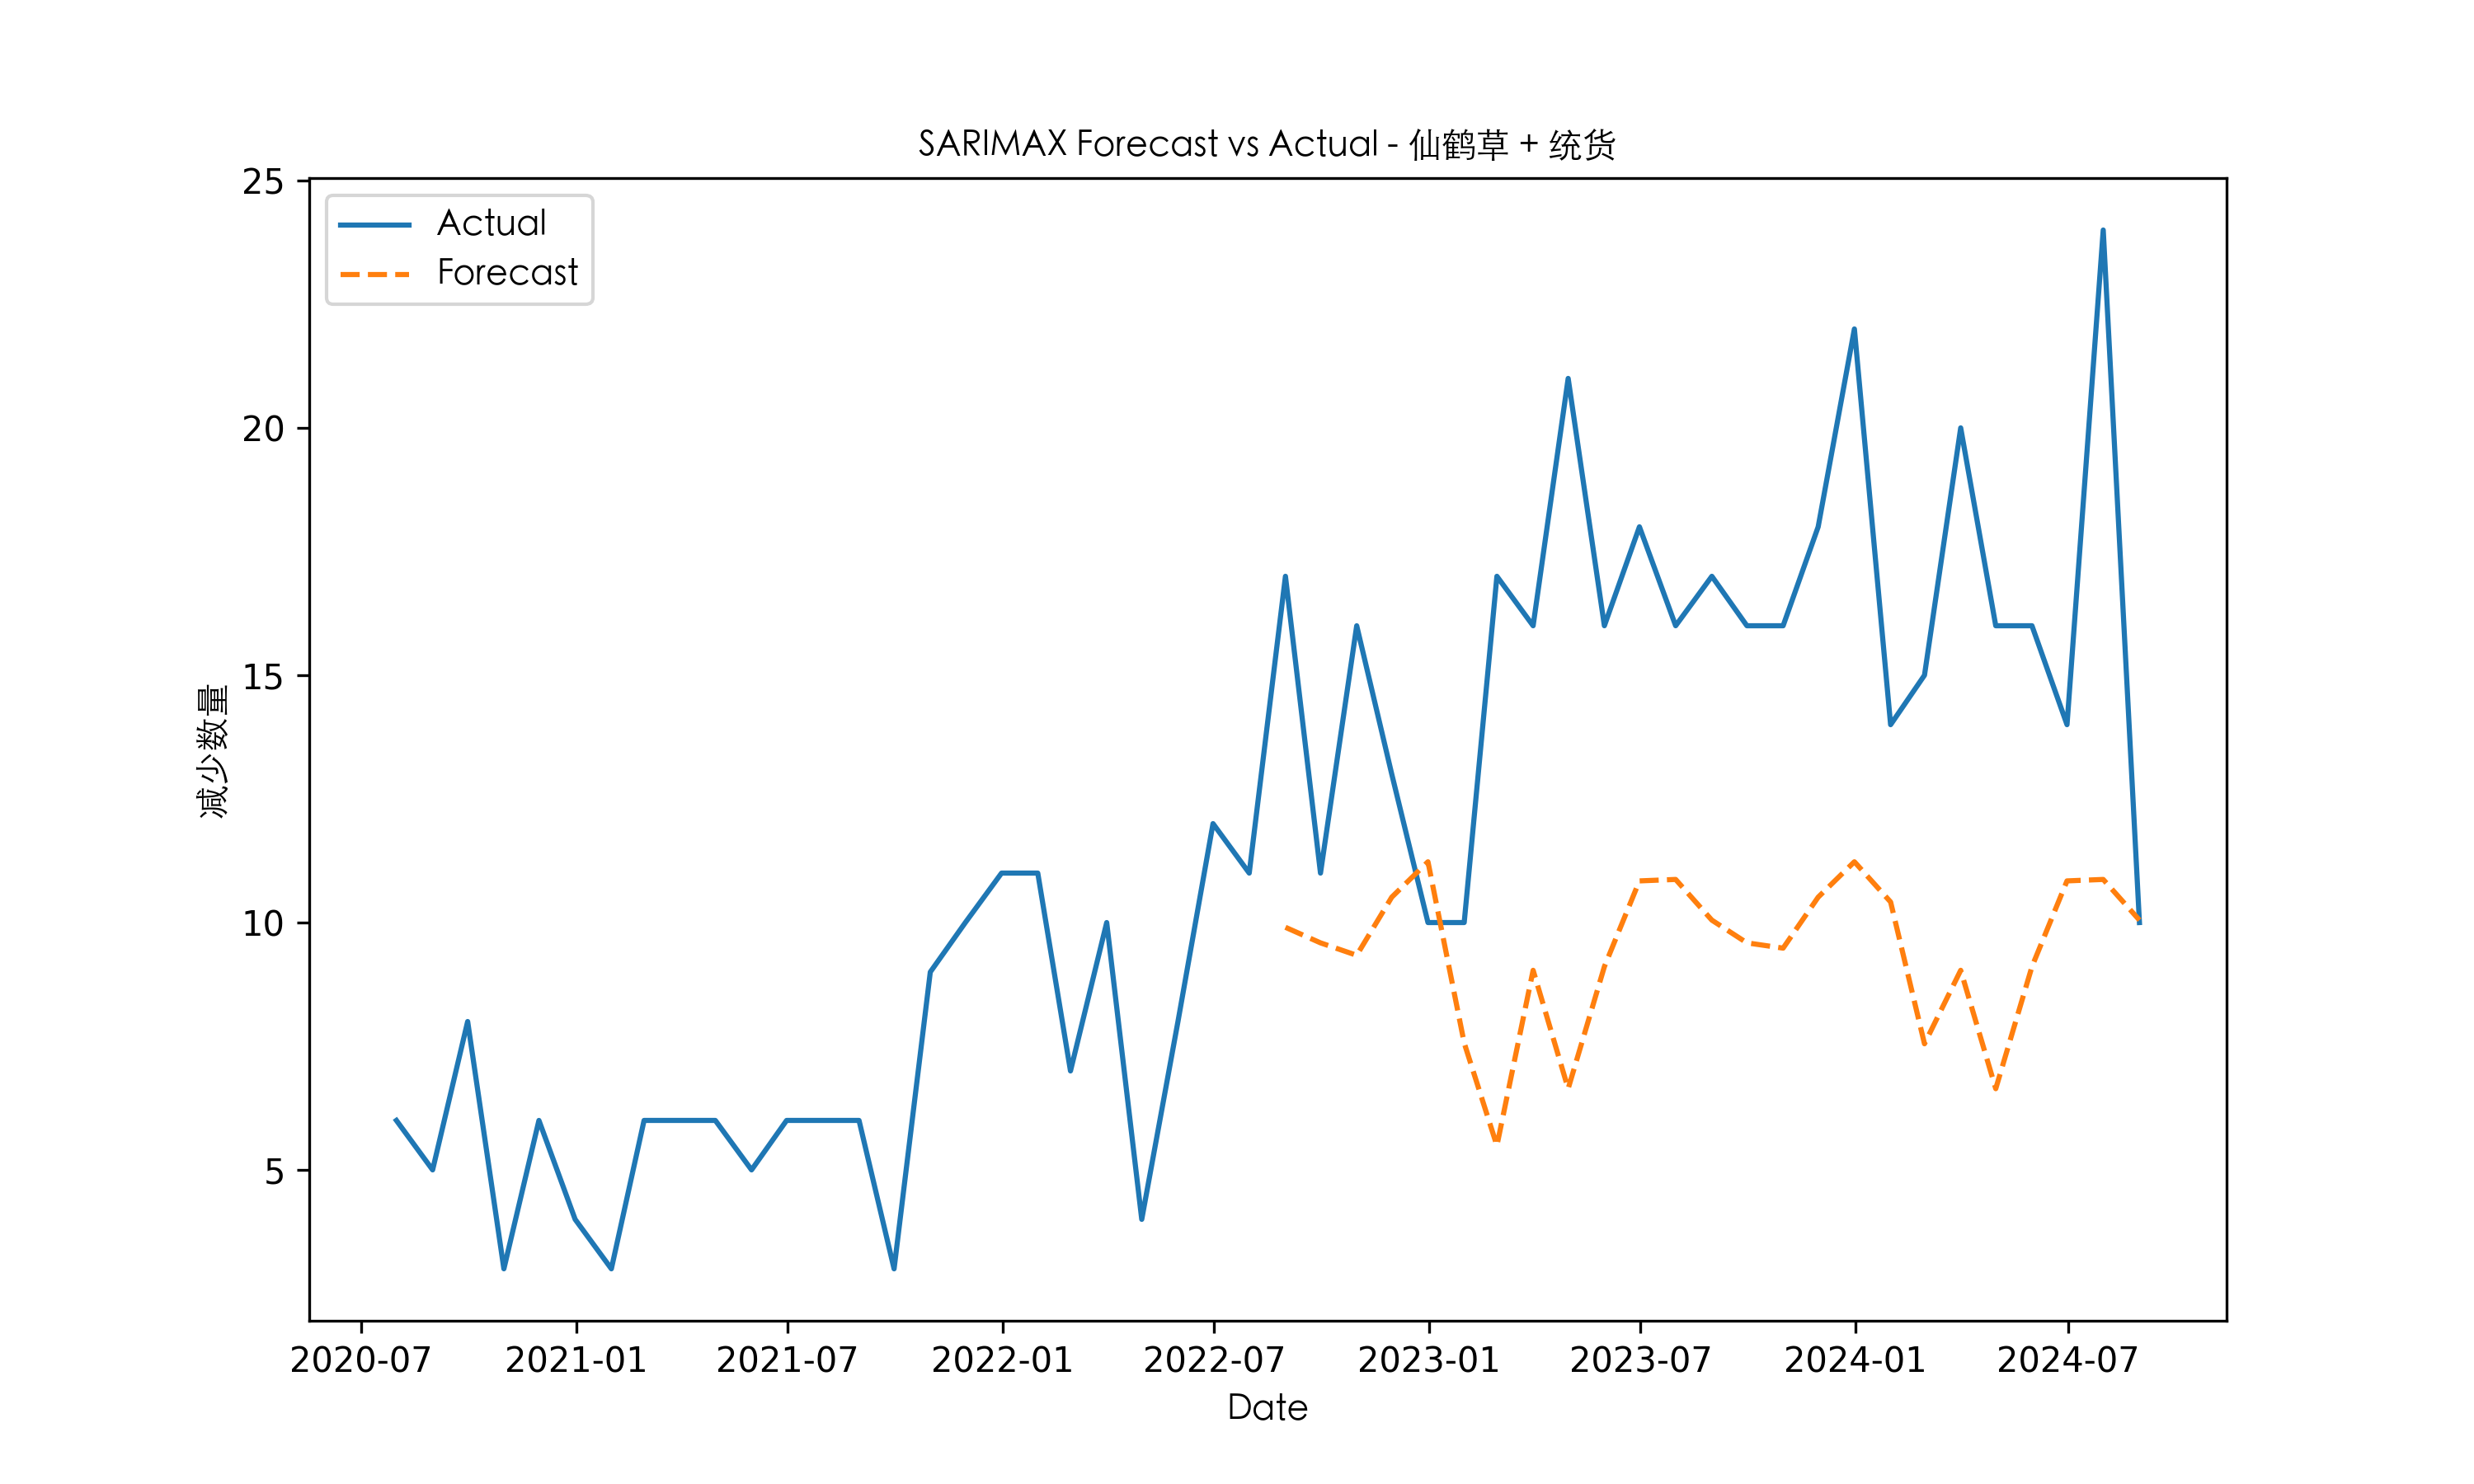 SARIMAX Forecast vs Actual - 仙鹤草 + 统货
25
20
15
10
5
减少数量
Actual
Forecast
2020-07 2021-01 2021-07 2022-01 2022-07 2023-01 2023-07 2024-01 2024-07
Date